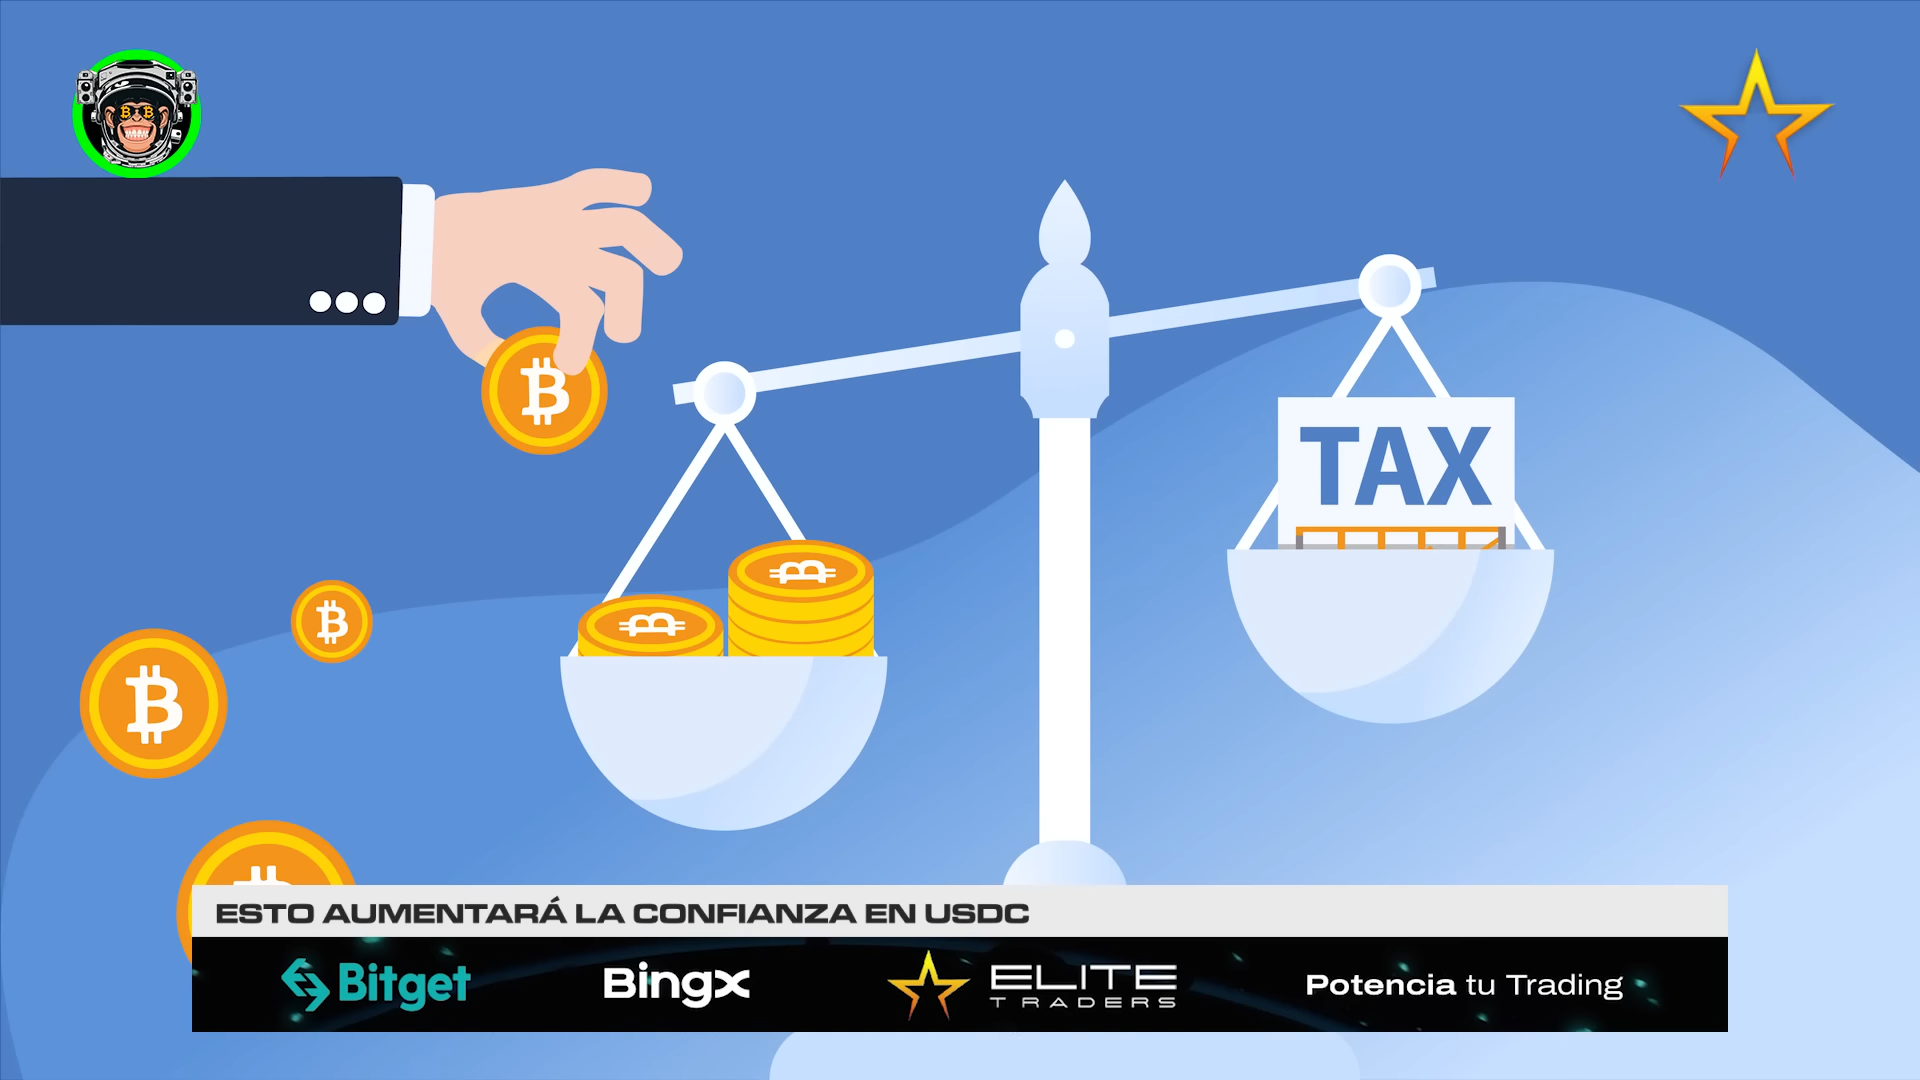 TAX
ESTO AUMENTARÁ LA CONFIANZA EN USDC
Bitget
BingX
ELITE
TRADERS
Potencia tu Trading